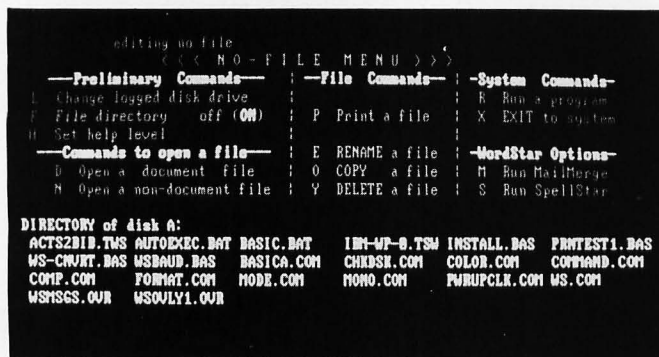 editing no file
< < < N O - F I L E M E N U > > >
---Preliminary Commands--- | --File Commands-- | -System Commands-
L Change logged disk drive | | R Run a program
F File directory off (ON) | P Print a file | X EXIT to system
H Set help level | |
---Commands to open a file--- | E RENAME a file | -WordStar Options-
D Open a document file | O COPY a file | M Run MailMerge
N Open a non-document file | Y DELETE a file | S Run SpellStar
DIRECTORY of disk A:
ACTS2BIB.TWS AUTOEXEC.BAT BASIC.BAT IBM-WP-0.TSW INSTALL.BAS PRNTEST1.BAS
WS-CNVRT.BAS WSBAUD.BAS BASICA.COM CHKDSK.COM COLOR.COM COMMAND.COM
COMP.COM FORMAT.COM MODE.COM MONO.COM PWRUPCLK.COM WS.COM
WSMSGS.OVR WSOVLY1.OVR